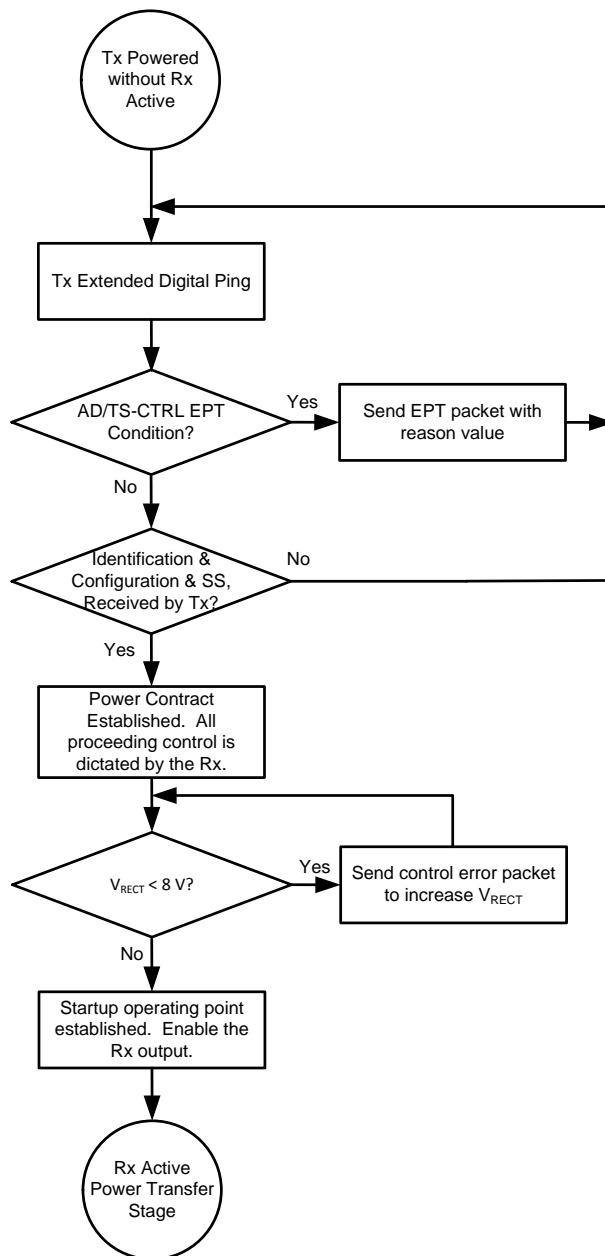 Tx Powered
without Rx
Active
Tx Extended Digital Ping
AD/TS-CTRL EPT
Condition?
Yes
Send EPT packet with
reason value
No
Identification &
Configuration & SS,
Received by Tx?
No
Yes
Power Contract
Established.  All
proceeding control is
dictated by the Rx.
VRECT < 8 V?
Yes
Send control error packet
to increase VRECT
No
Startup operating point
established.  Enable the
Rx output.
Rx Active
Power Transfer
Stage